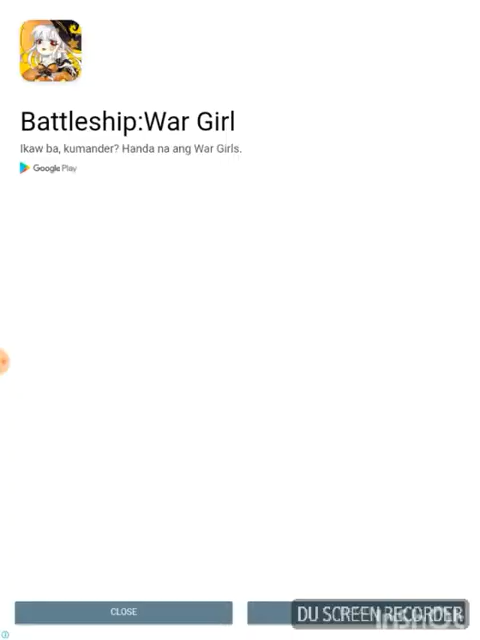 Battleship:War Girl
Ikaw ba, kumander? Handa na ang War Girls.
Google Play
CLOSE
DU SCREEN RECORDER